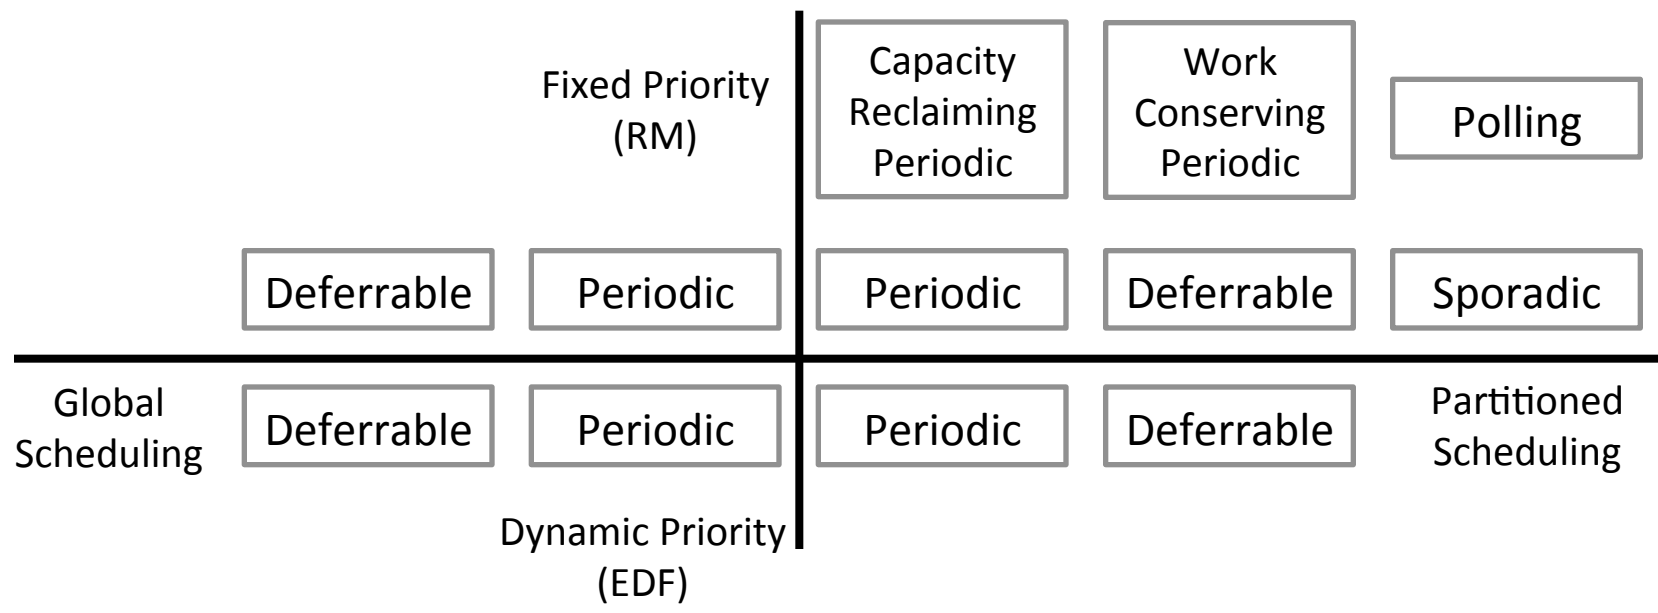 Fixed Priority
(RM)
Capacity
Reclaiming
Periodic
Work
Conserving
Periodic
Polling
Deferrable
Periodic
Periodic
Deferrable
Sporadic
Global
Scheduling
Deferrable
Periodic
Periodic
Deferrable
Partitioned
Scheduling
Dynamic Priority
(EDF)